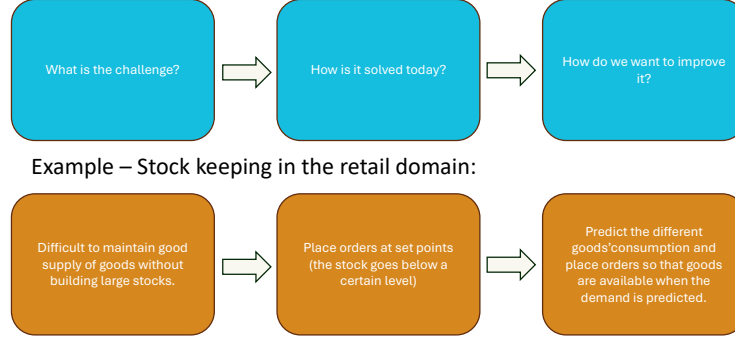 What is the challenge?
How is it solved today?
How do we want to improve
it?
Example – Stock keeping in the retail domain:
Difficult to maintain good
supply of goods without
building large stocks.
Place orders at set points
(the stock goes below a
certain level)
Predict the different
goods'consumption and
place orders so that goods
are available when the
demand is predicted.